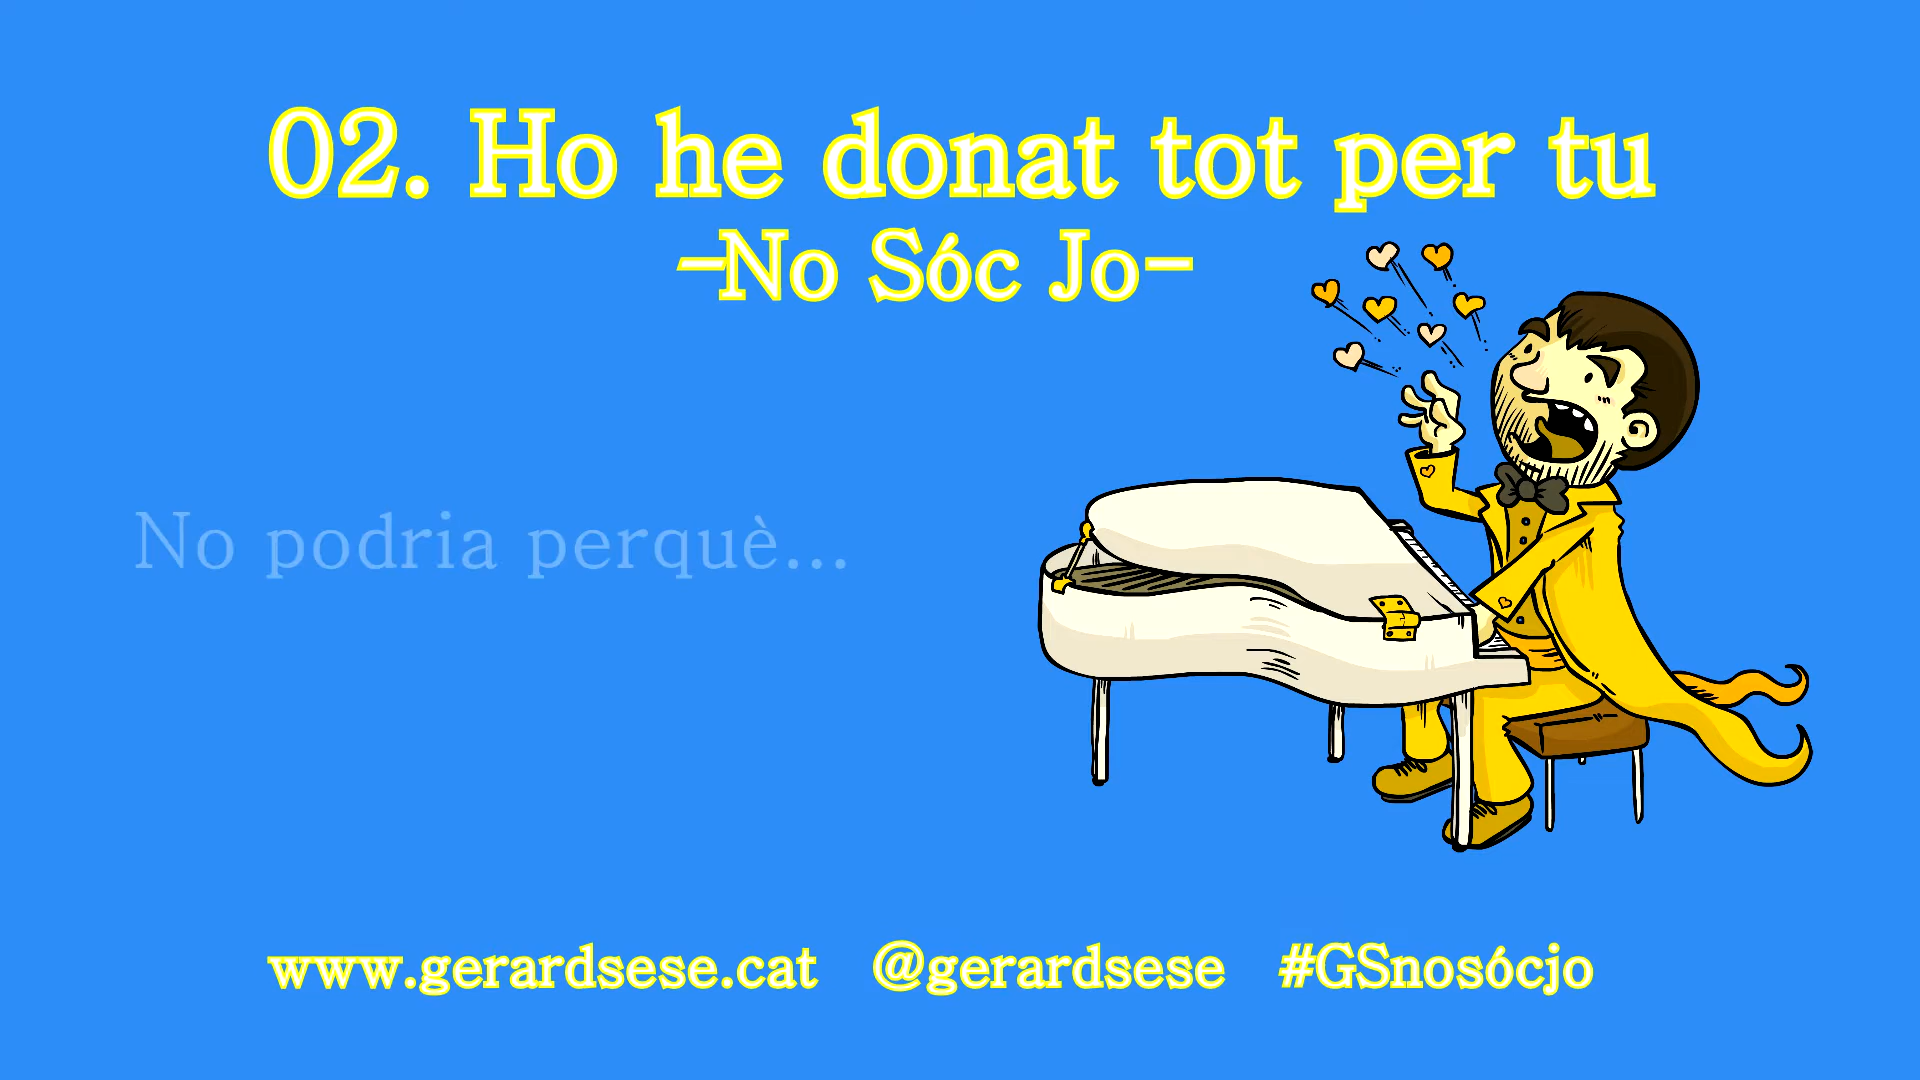 02. Ho he donat tot per tu
-No Sóc Jo-
No podria perquè...
www.gerardsese.cat @gerardsese #GSnosócjo